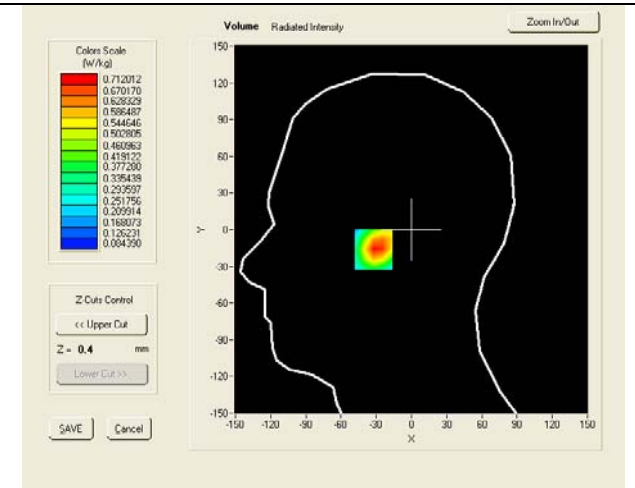 Volume Radiated Intensity
Zoom In/Out
Colors Scale
(W/kg)
0.712012
0.670170
0.628329
0.586487
0.544646
0.502805
0.460963
0.419122
0.377280
0.335439
0.293597
0.251756
0.209914
0.168073
0.126231
0.084390
Z-Cuts Control
<< Upper Cut
Z = 0.4 mm
Lower Cut >>
SAVE
Cancel
150
120
90
60
30
0
-30
-60
-90
-120
-150
Y
-150 -120 -90 -60 -30 0 30 60 90 120 150
X